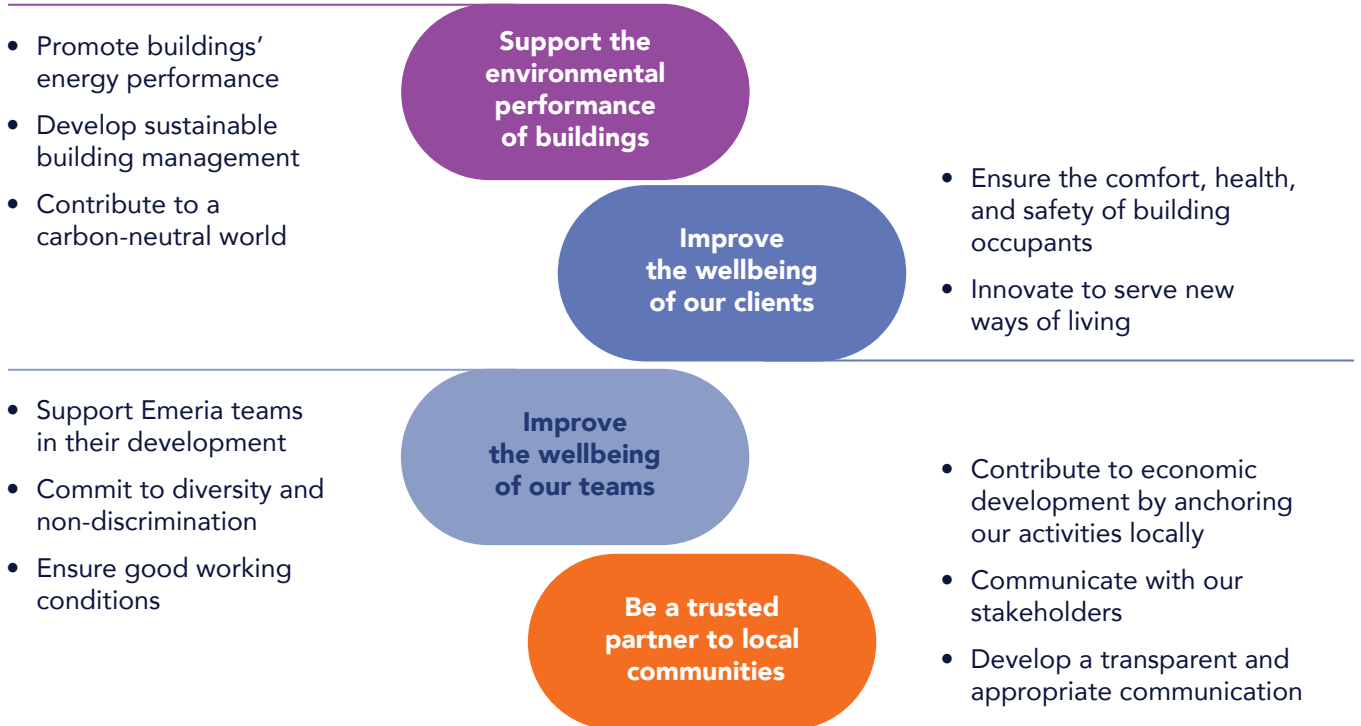 Support the
environmental
performance
of buildings
• Promote buildings’
energy performance
• Develop sustainable
building management
• Contribute to a
carbon-neutral world
Improve
the wellbeing
of our clients
• Ensure the comfort, health,
and safety of building
occupants
• Innovate to serve new
ways of living
Improve
the wellbeing
of our teams
• Support Emeria teams
in their development
• Commit to diversity and
non-discrimination
• Ensure good working
conditions
Be a trusted
partner to local
communities
• Contribute to economic
development by anchoring
our activities locally
• Communicate with our
stakeholders
• Develop a transparent and
appropriate communication